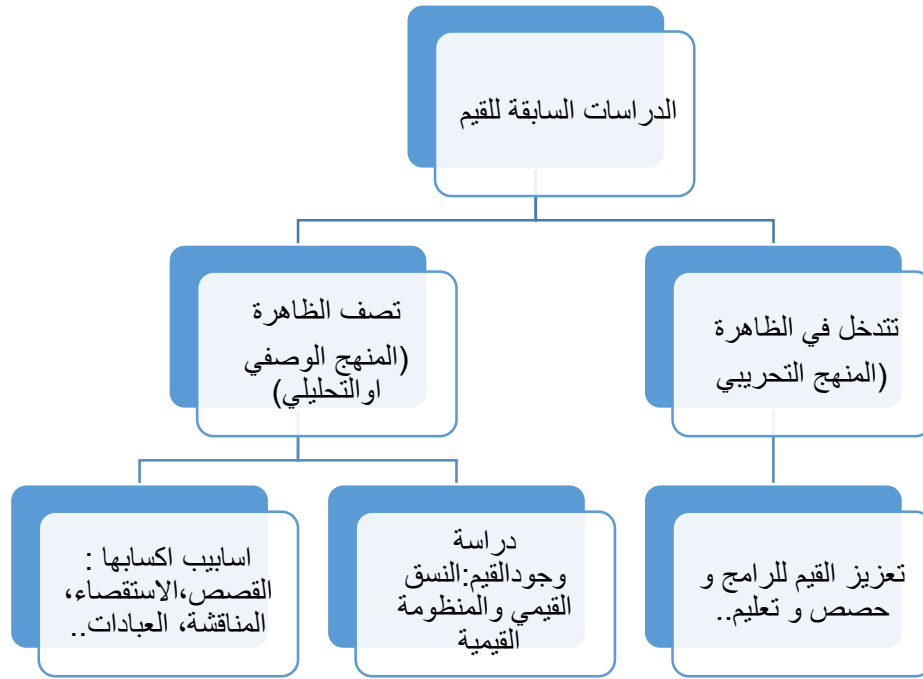 الدراسات السابقة للقيم
تتدخل في الظاهرة
(المنهج التحريبي
تصف الظاهرة
(المنهج الوصفي
اوالتحليلي)
تعزيز القيم للرامج و
حصص و تعليم..
دراسة
وجودالقيم:النسق
القيمي والمنظومة
القيمية
اسابيب اكسابها :
القصص،الاستقصاء،
المناقشة، العبادات..